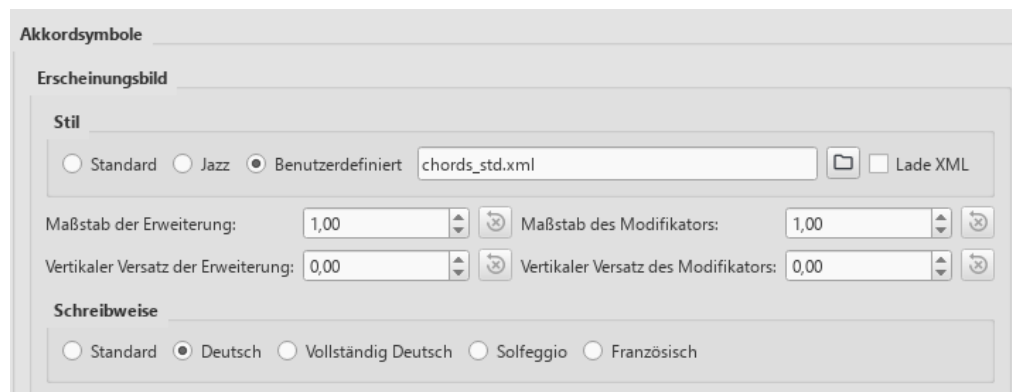 Akkordsymbole
Erscheinungsbild
Stil
Standard Jazz Benutzerdefiniert chords_std.xml Lade XML
Maßstab der Erweiterung: 1,00 Maßstab des Modifikators: 1,00
Vertikaler Versatz der Erweiterung: 0,00 Vertikaler Versatz des Modifikators: 0,00
Schreibweise
Standard Deutsch Vollständig Deutsch Solfeggio Französisch